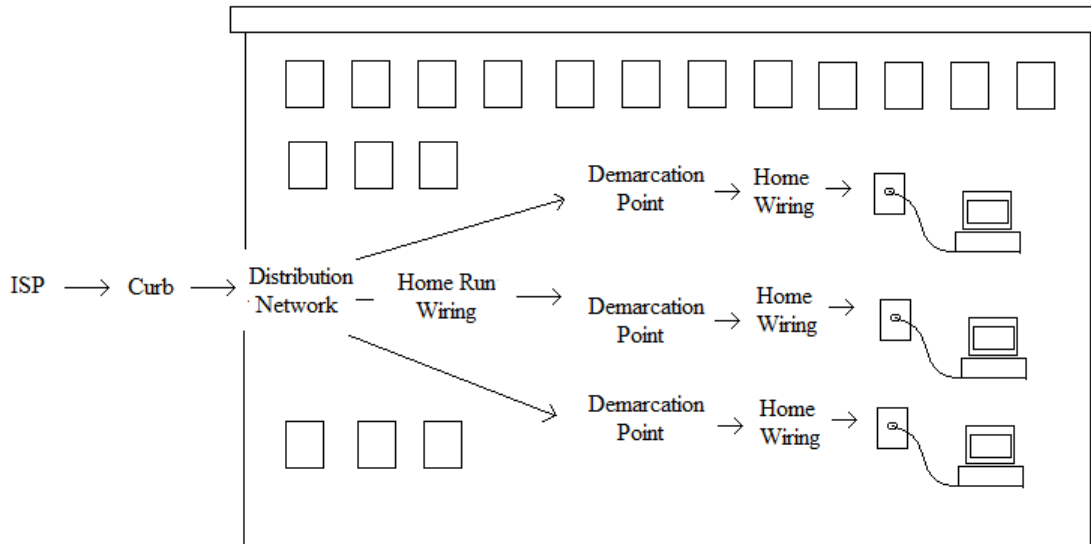 ISP
Curb
Distribution
Network
Home Run
Wiring
Demarcation
Point
Home
Wiring
Demarcation
Point
Home
Wiring
Demarcation
Point
Home
Wiring